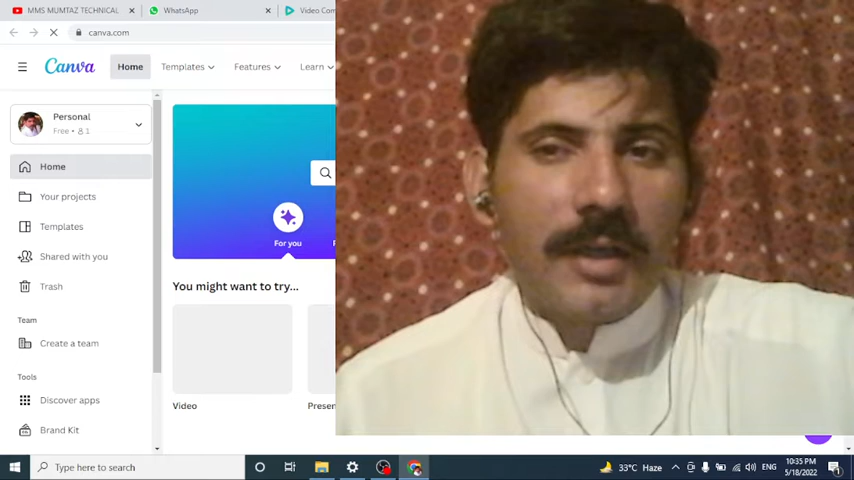 MMS MUMTAZ TECHNICAL
WhatsApp
Video Com
canva.com
Canva
Home
Templates
Features
Learn
Personal
Free • 1
Home
Your projects
Templates
Shared with you
Trash
Team
Create a team
Tools
Discover apps
Brand Kit
For you
You might want to try...
Video
Presen
Type here to search
33°C Haze
ENG
10:35 PM
5/18/2022
1